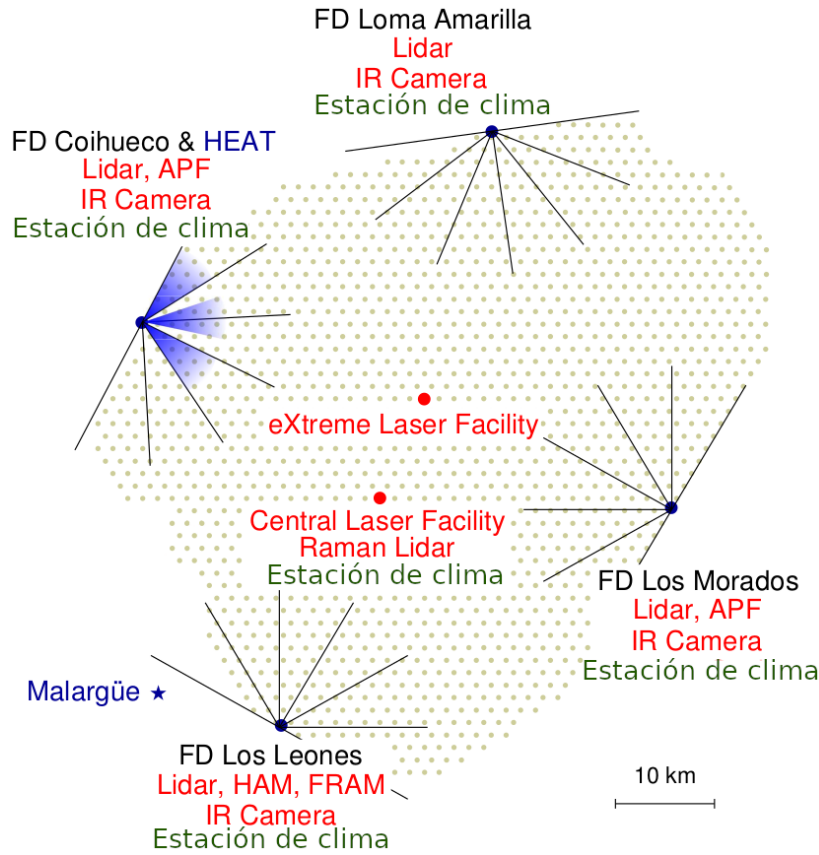 FD Loma Amarilla
Lidar
IR Camera
Estación de clima
FD Coihueco & HEAT
Lidar, APF
IR Camera
Estación de clima
eXtreme Laser Facility
Central Laser Facility
Raman Lidar
Estación de clima
FD Los Morados
Lidar, APF
IR Camera
Estación de clima
Malargüe
FD Los Leones
Lidar, HAM, FRAM
IR Camera
Estación de clima
10 km